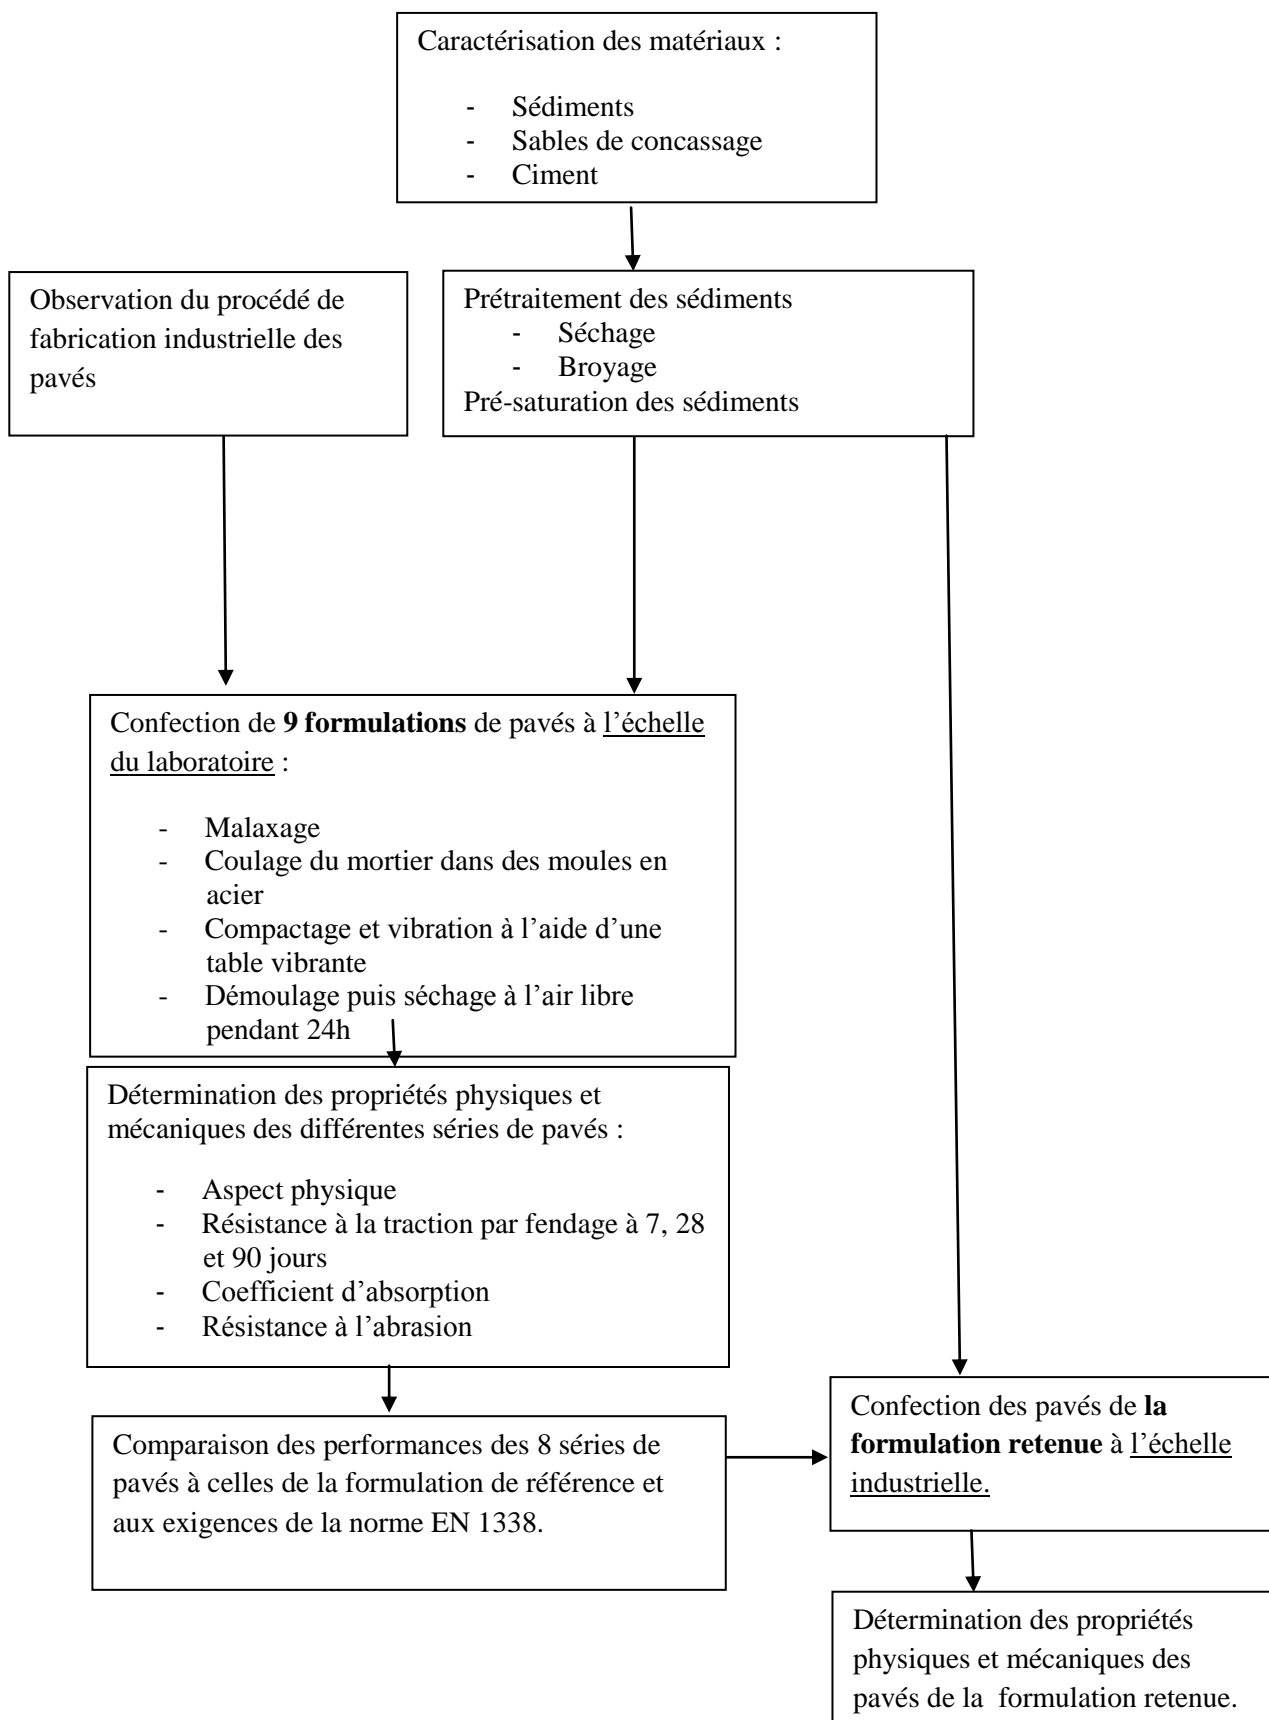 Caractérisation des matériaux :
- Sédiments
- Sables de concassage
- Ciment
Observation du procédé de
fabrication industrielle des
pavés
Prétraitement des sédiments
- Séchage
- Broyage
Pré-saturation des sédiments
Confection de 9 formulations de pavés à l’échelle
du laboratoire :
- Malaxage
- Coulage du mortier dans des moules en
acier
- Compactage et vibration à l’aide d’une
table vibrante
- Démoulage puis séchage à l’air libre
pendant 24h
Détermination des propriétés physiques et
mécaniques des différentes séries de pavés :
- Aspect physique
- Résistance à la traction par fendage à 7, 28
et 90 jours
- Coefficient d’absorption
- Résistance à l’abrasion
Comparaison des performances des 8 séries de
pavés à celles de la formulation de référence et
aux exigences de la norme EN 1338.
Confection des pavés de la
formulation retenue à l’échelle
industrielle.
Détermination des propriétés
physiques et mécaniques des
pavés de la formulation retenue.